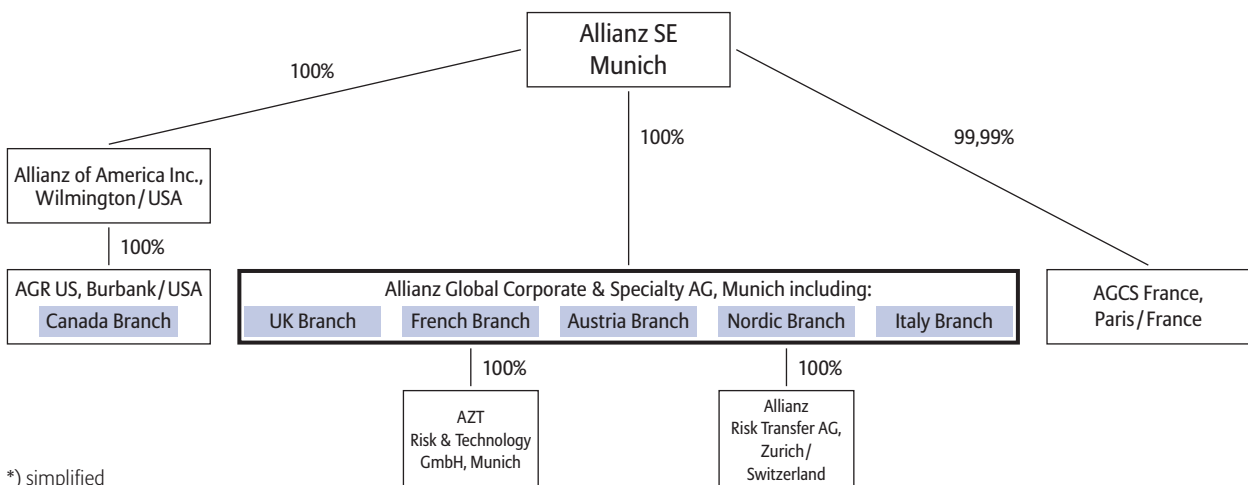 Allianz SE
Munich
100%
100%
99,99%
Allianz of America Inc.,
Wilmington/USA
100%
AGR US, Burbank/USA
Canada Branch
Allianz Global Corporate & Specialty AG, Munich including:
UK Branch
French Branch
Austria Branch
Nordic Branch
Italy Branch
AGCS France,
Paris/France
100%
100%
AZT
Risk & Technology
GmbH, Munich
Allianz
Risk Transfer AG,
Zurich/
Switzerland
*) simplified